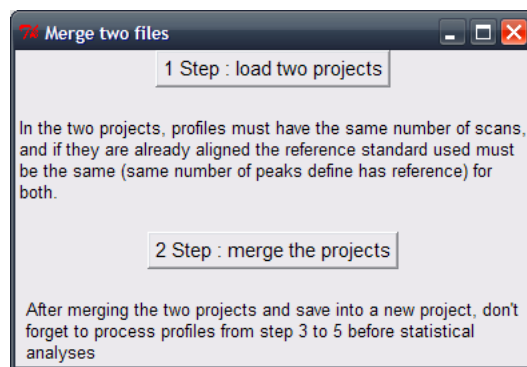 Merge two files
1 Step : load two projects
In the two projects, profiles must have the same number of scans,
and if they are already aligned the reference standard used must
be the same (same number of peaks define has reference) for
both.
2 Step : merge the projects
After merging the two projects and save into a new project, don't
forget to process profiles from step 3 to 5 before statistical
analyses